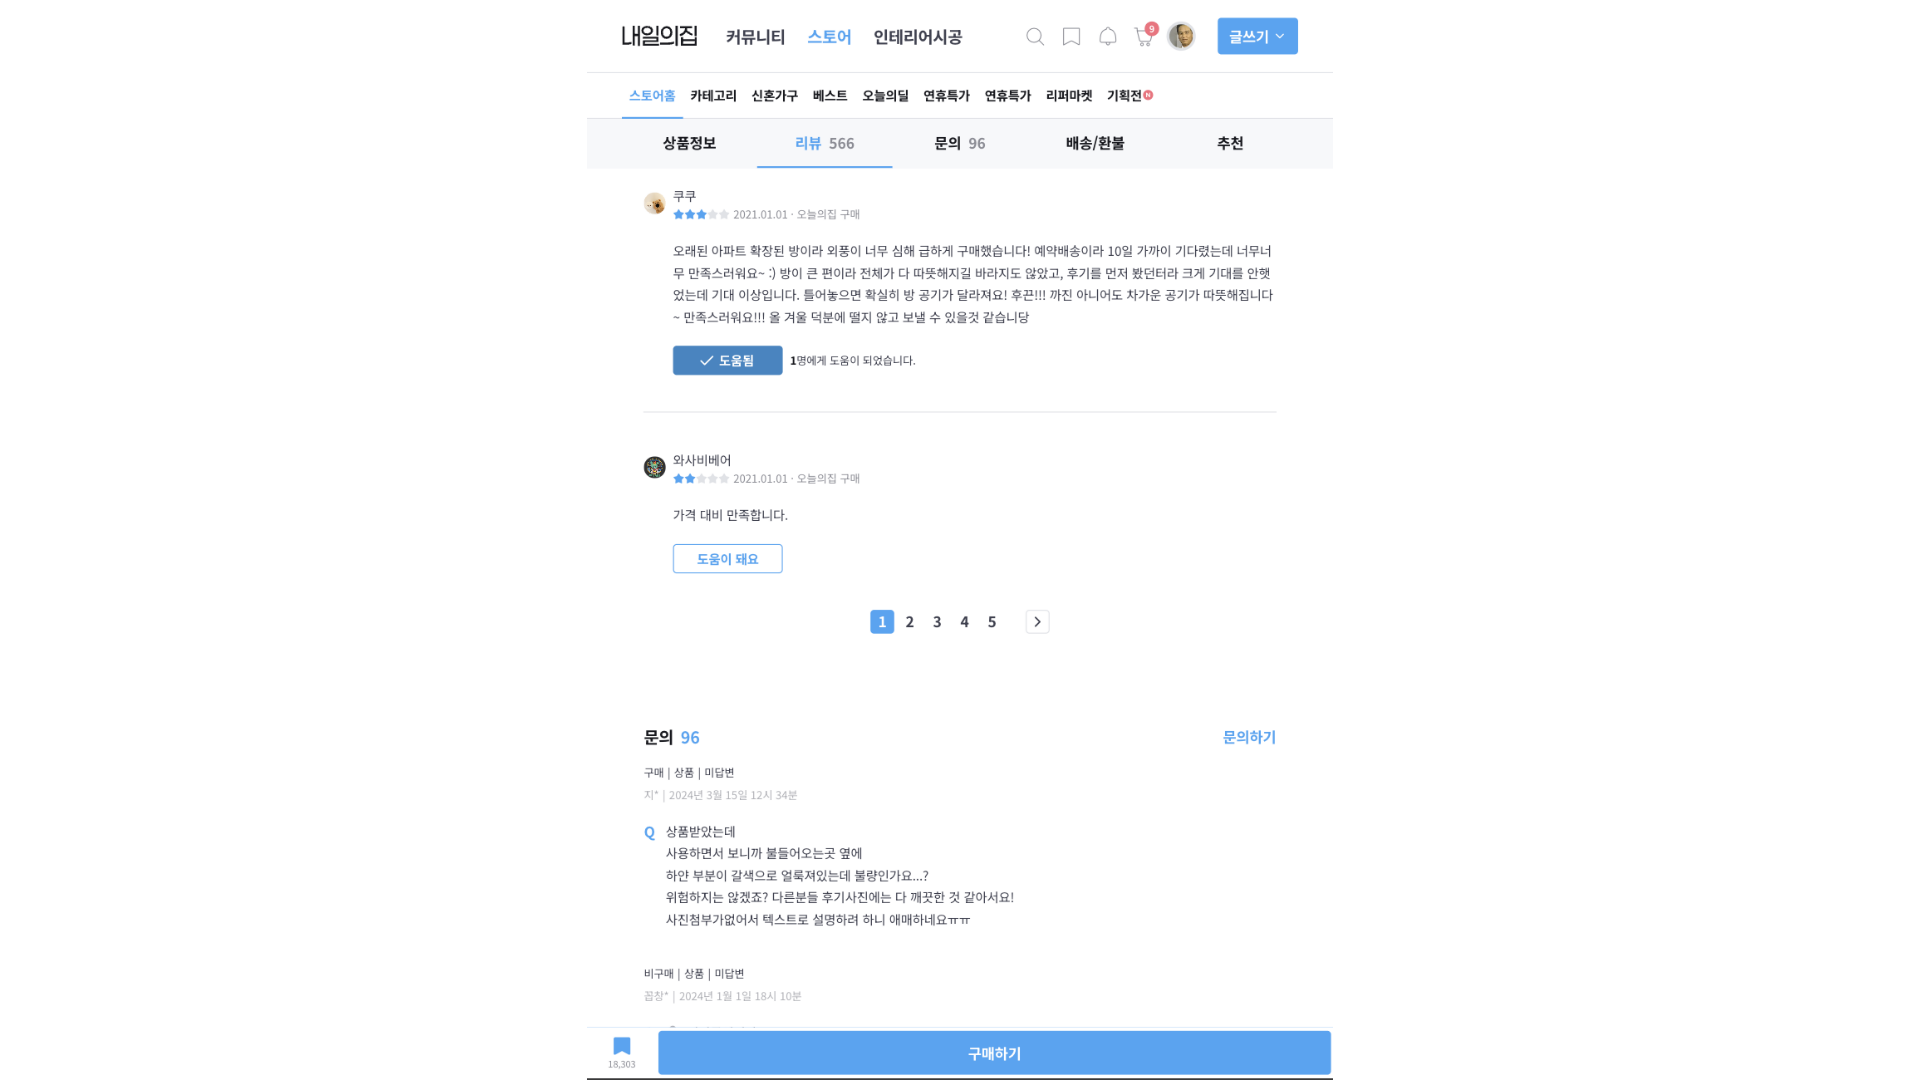 내일의집 커뮤니티 스토어 인테리어시공 9 글쓰기
스토어홈 카테고리 신혼가구 베스트 오늘의딜 연휴특가 연휴특가 리퍼마켓 기획전 N
상품정보 리뷰 566 문의 96 배송/환불 추천
쿠쿠
2021.01.01 · 오늘의집 구매
오래된 아파트 확장된 방이라 외풍이 너무 심해 급하게 구매했습니다! 예약배송이라 10일 가까이 기다렸는데 너무너
무 만족스러워요~ :) 방이 큰 편이라 전체가 다 따뜻해지길 바라지도 않았고, 후기를 먼저 봤던터라 크게 기대를 안햇
었는데 기대 이상입니다. 틀어놓으면 확실히 방 공기가 달라져요! 후끈!!! 까진 아니어도 차가운 공기가 따뜻해집니다
~ 만족스러워요!!! 올 겨울 덕분에 떨지 않고 보낼 수 있을것 같습니당
도움됨 1명에게 도움이 되었습니다.
와사비베어
2021.01.01 · 오늘의집 구매
가격 대비 만족합니다.
도움이 돼요
1 2 3 4 5
문의 96 문의하기
구매 | 상품 | 미답변
지* | 2024년 3월 15일 12시 34분
Q 상품받았는데
사용하면서 보니까 불들어오는곳 옆에
하얀 부분이 갈색으로 얼룩져있는데 불량인가요...?
위험하지는 않겠죠? 다른분들 후기사진에는 다 깨끗한 것 같아서요!
사진첨부가없어서 텍스트로 설명하려 하니 애매하네요ㅠㅠ
비구매 | 상품 | 미답변
꼽창* | 2024년 1월 1일 18시 10분
18,303 구매하기